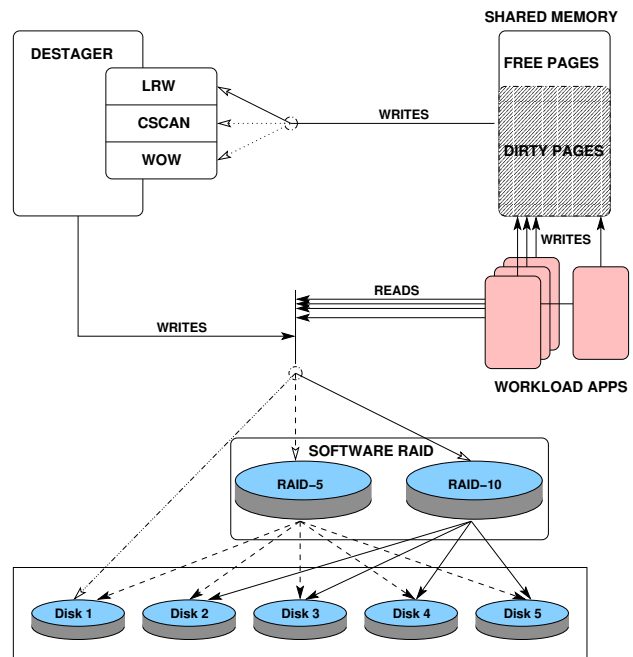 SHARED MEMORY
DESTAGER
FREE PAGES
LRW
CSCAN
WRITES
WOW
DIRTY PAGES
WRITES
READS
WRITES
WORKLOAD APPS
SOFTWARE RAID
RAID–5
RAID–10
Disk 1
Disk 2
Disk 3
Disk 4
Disk 5